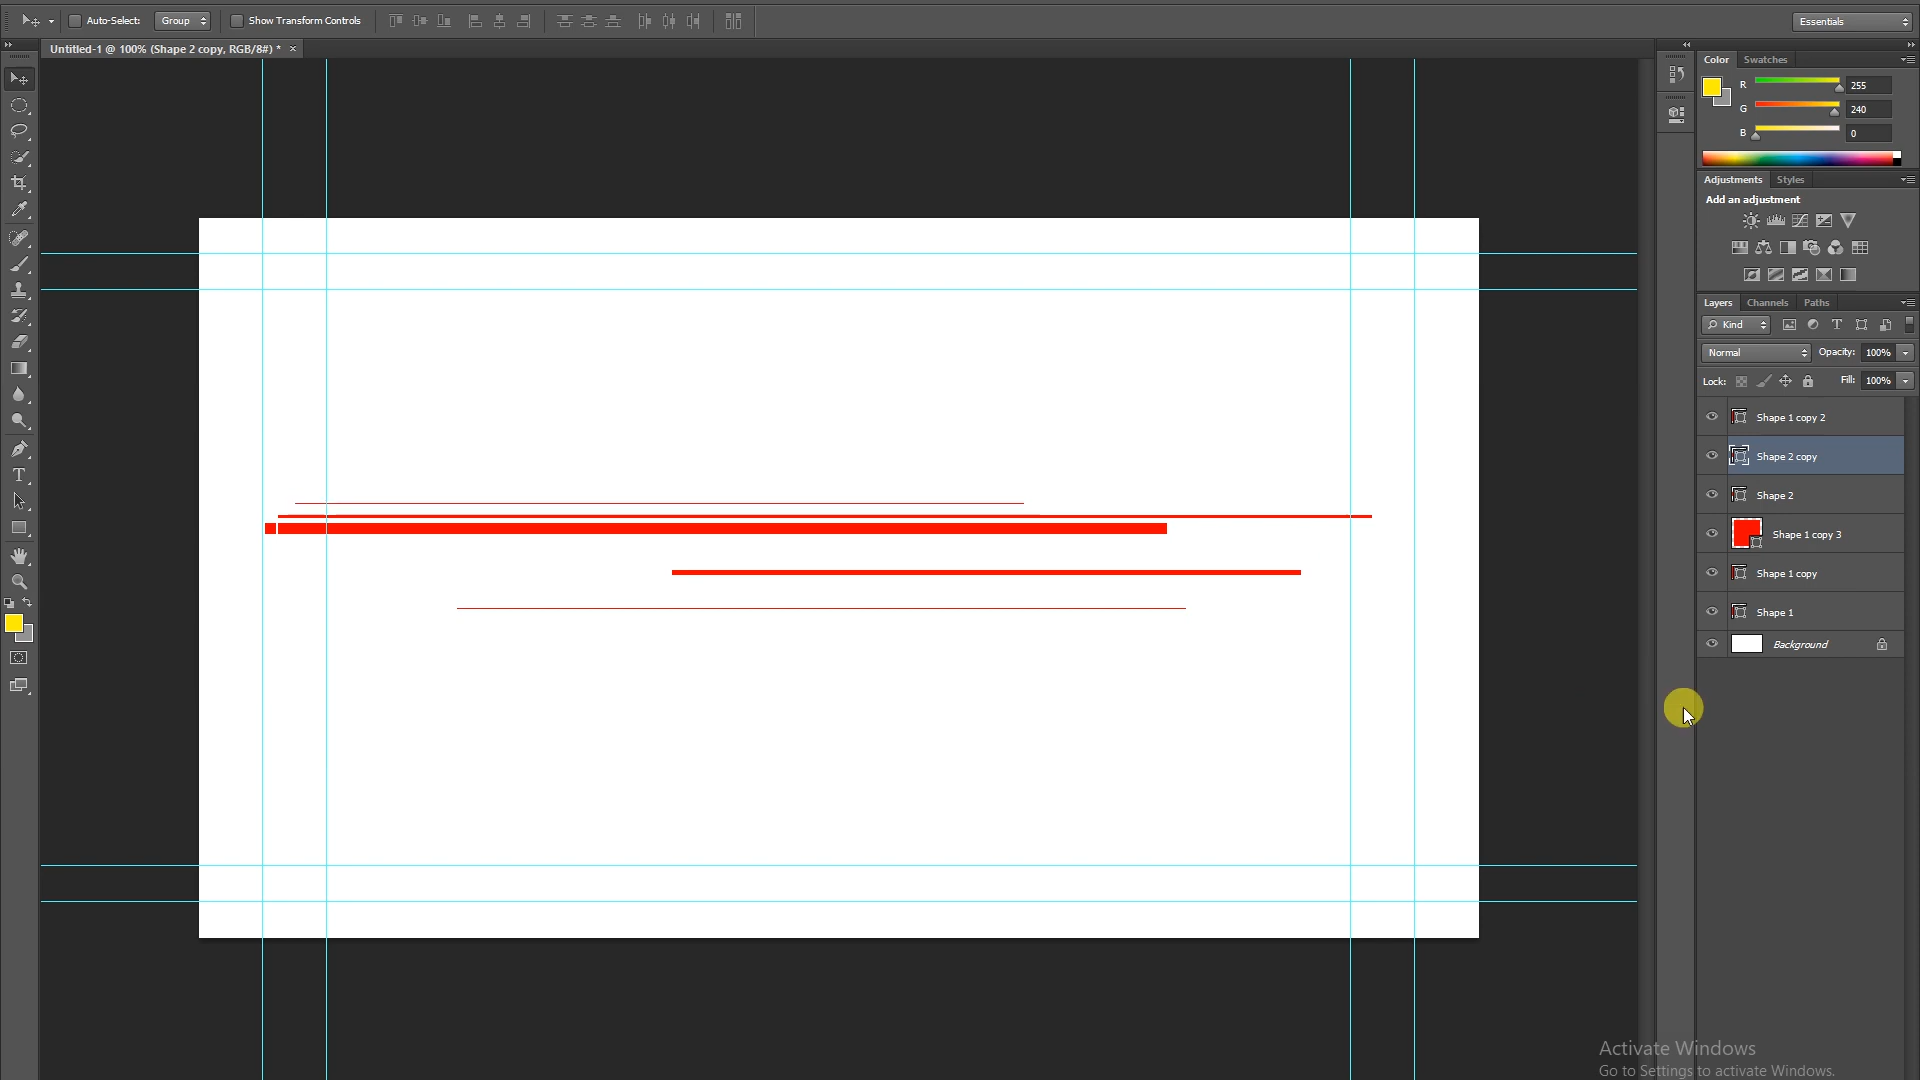 Auto-Select:
Group
Show Transform Controls
Essentials
Untitled-1 @ 100% (Shape 2 copy, RGB/8#) *
Color
Swatches
R
255
G
240
B
0
Adjustments
Styles
Add an adjustment
Layers
Channels
Paths
Kind
Normal
Opacity:
100%
Lock:
Fill:
100%
Shape 1 copy 2
Shape 2 copy
Shape 2
Shape 1 copy 3
Shape 1 copy
Shape 1
Background
Activate Windows
Go to Settings to activate Windows.